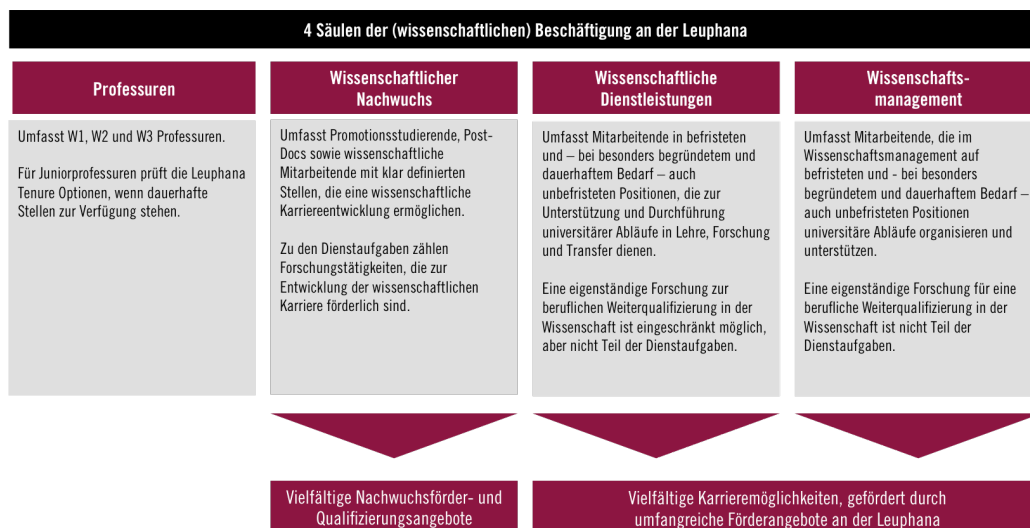 4 Säulen der (wissenschaftlichen) Beschäftigung an der Leuphana
Professuren
Umfasst W1, W2 und W3 Professuren.
Für Juniorprofessuren prüft die Leuphana
Tenure Optionen, wenn dauerhafte
Stellen zur Verfügung stehen.
Wissenschaftlicher
Nachwuchs
Umfasst Promotionsstudierende, Post-
Docs sowie wissenschaftliche
Mitarbeitende mit klar definierten
Stellen, die eine wissenschaftliche
Karriereentwicklung ermöglichen.
Zu den Dienstaufgaben zählen
Forschungstätigkeiten, die zur
Entwicklung der wissenschaftlichen
Karriere förderlich sind.
Wissenschaftliche
Dienstleistungen
Umfasst Mitarbeitende in befristeten
und – bei besonders begründetem und
dauerhaftem Bedarf – auch
unbefristeten Positionen, die zur
Unterstützung und Durchführung
universitärer Abläufe in Lehre, Forschung
und Transfer dienen.
Eine eigenständige Forschung zur
beruflichen Weiterqualifizierung in der
Wissenschaft ist eingeschränkt möglich,
aber nicht Teil der Dienstaufgaben.
Wissenschafts-
management
Umfasst Mitarbeitende, die im
Wissenschaftsmanagement auf
befristeten und - bei besonders
begründetem und dauerhaftem Bedarf –
auch unbefristeten Positionen
universitäre Abläufe organisieren und
unterstützen.
Eine eigenständige Forschung für eine
berufliche Weiterqualifizierung in der
Wissenschaft ist nicht Teil der
Dienstaufgaben.
Vielfältige Nachwuchsförder- und
Qualifizierungsangebote
Vielfältige Karrieremöglichkeiten, gefördert durch
umfangreiche Förderangebote an der Leuphana